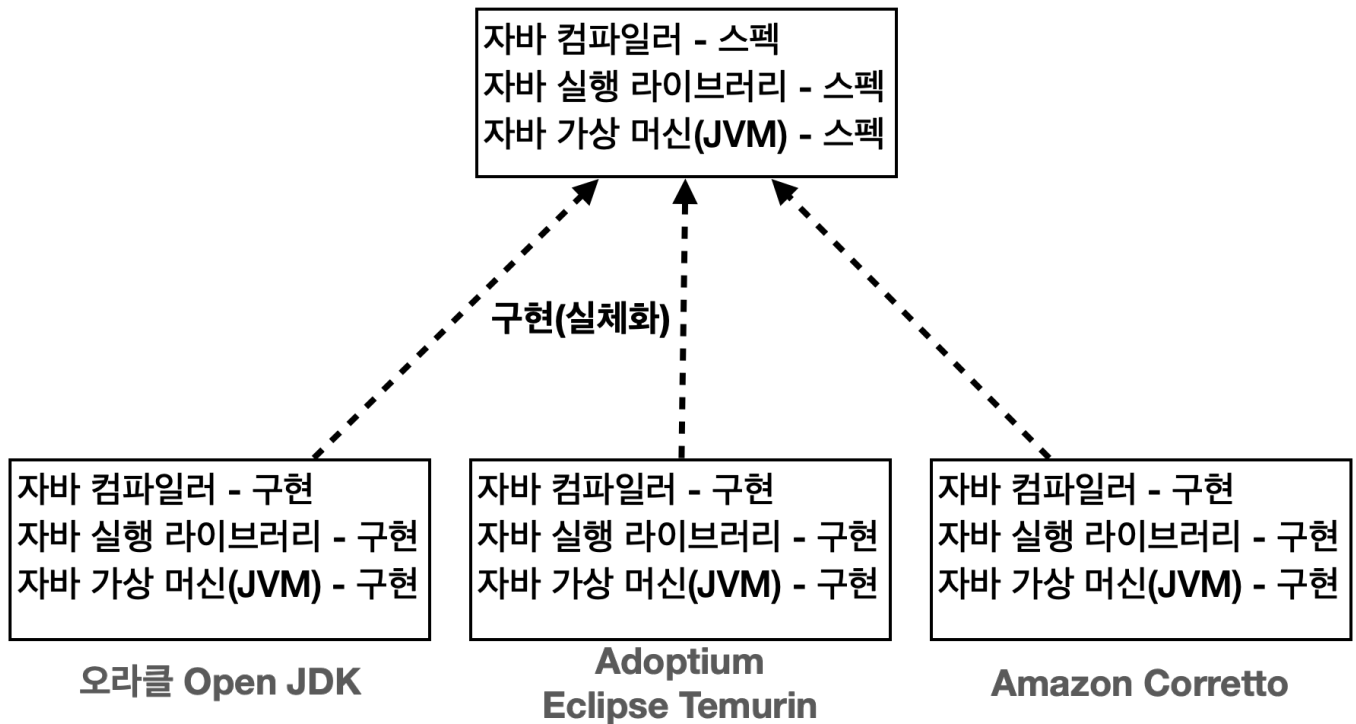 자바 컴파일러 - 스펙
자바 실행 라이브러리 - 스펙
자바 가상 머신(JVM) - 스펙
구현(실체화)
자바 컴파일러 - 구현
자바 실행 라이브러리 - 구현
자바 가상 머신(JVM) - 구현
오라클 Open JDK
자바 컴파일러 - 구현
자바 실행 라이브러리 - 구현
자바 가상 머신(JVM) - 구현
Adoptium
Eclipse Temurin
자바 컴파일러 - 구현
자바 실행 라이브러리 - 구현
자바 가상 머신(JVM) - 구현
Amazon Corretto